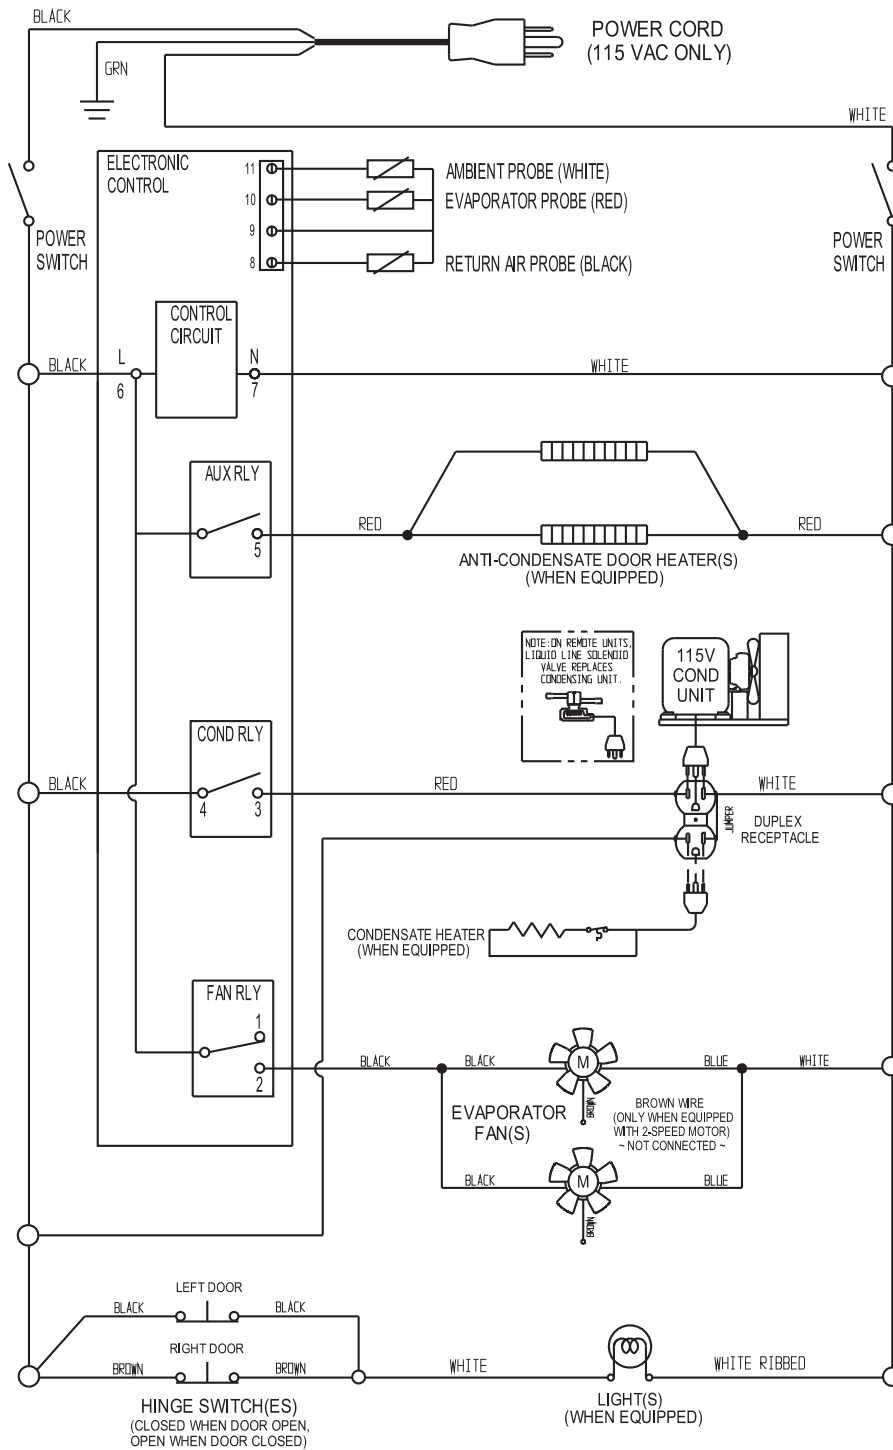 BLACK
POWER CORD
(115 VAC ONLY)
GRN
WHITE
ELECTRONIC
CONTROL
11
AMBIENT PROBE (WHITE)
10
EVAPORATOR PROBE (RED)
9
8
RETURN AIR PROBE (BLACK)
POWER
SWITCH
POWER
SWITCH
CONTROL
CIRCUIT
BLACK
L
6
N
7
WHITE
AUX RLY
5
RED
RED
ANTI-CONDENSATE DOOR HEATER(S)
(WHEN EQUIPPED)
NOTE: ON REMOTE UNITS,
LIQUID LINE SOLENOID
VALVE REPLACES
CONDENSING UNIT.
115V
COND
UNIT
COND RLY
BLACK
4
3
RED
WHITE
JUMPER
DUPLEX
RECEPTACLE
CONDENSATE HEATER
(WHEN EQUIPPED)
FAN RLY
1
2
BLACK
BLACK
M
BLUE
WHITE
BROWN
EVAPORATOR
FAN(S)
BROWN WIRE
(ONLY WHEN EQUIPPED
WITH 2-SPEED MOTOR)
~ NOT CONNECTED ~
BLACK
M
BLUE
BROWN
LEFT DOOR
BLACK
BLACK
RIGHT DOOR
BROWN
BROWN
WHITE
WHITE RIBBED
HINGE SWITCH(ES)
(CLOSED WHEN DOOR OPEN,
OPEN WHEN DOOR CLOSED)
LIGHT(S)
(WHEN EQUIPPED)